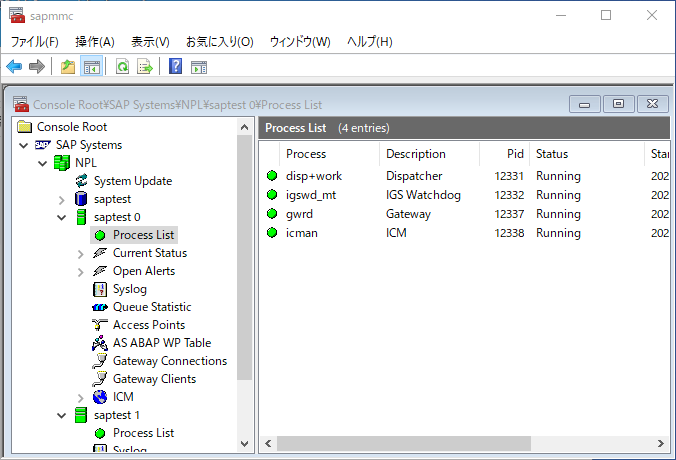 sapmmc
ファイル(F) 操作(A) 表示(V) お気に入り(O) ウィンドウ(W) ヘルプ(H)
Console Root¥SAP Systems¥NPL¥saptest 0¥Process List
Console Root
SAP Systems
NPL
System Update
saptest
saptest 0
Process List
Current Status
Open Alerts
Syslog
Queue Statistic
Access Points
AS ABAP WP Table
Gateway Connections
Gateway Clients
ICM
saptest 1
Process List
Syslog
Process List (4 entries)
Process Description Pid Status Star
disp+work Dispatcher 12331 Running 202
igswd_mt IGS Watchdog 12332 Running 202
gwrd Gateway 12337 Running 202
icman ICM 12338 Running 202